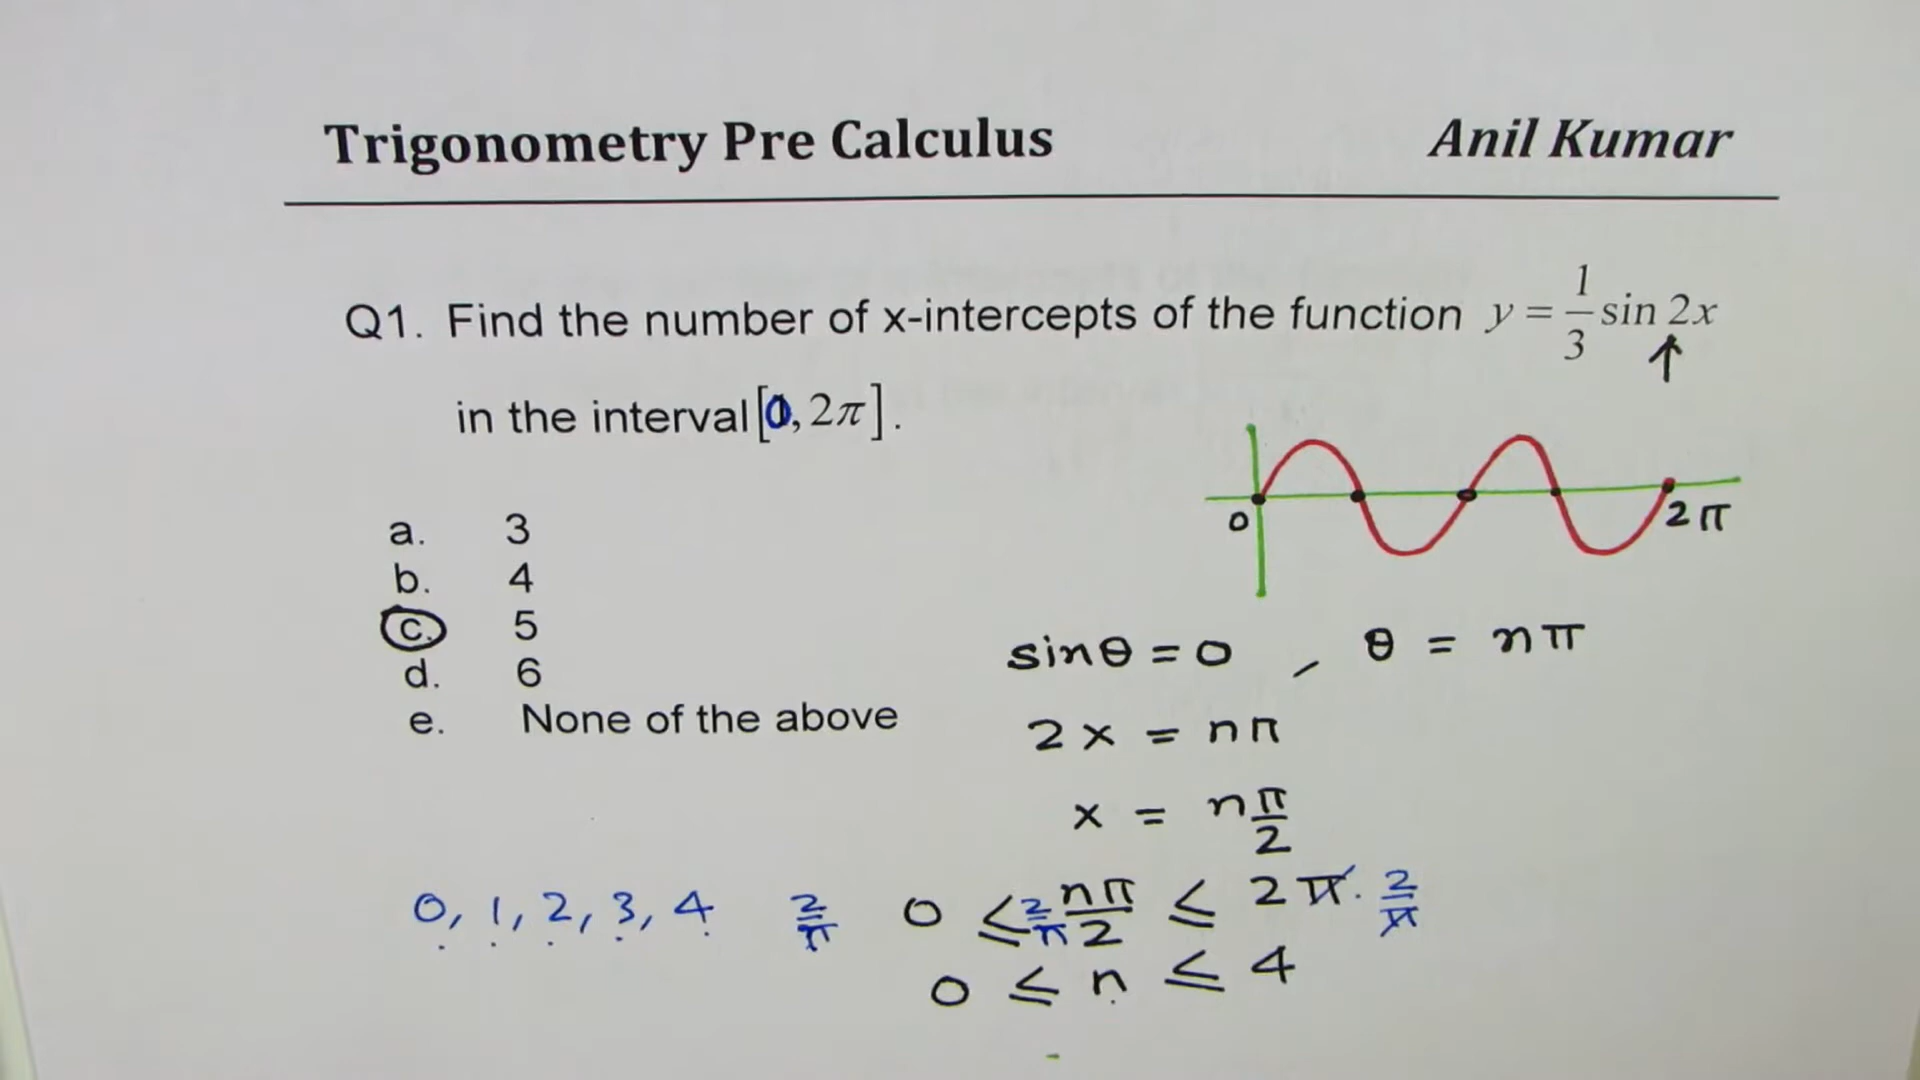 Trigonometry Pre Calculus Anil Kumar
Q1. Find the number of x-intercepts of the function y = 1/3 sin 2x
in the interval [0, 2π].
0 2π
a. 3
b. 4
c. 5
d. 6
e. None of the above
sinθ = 0 , θ = nπ
2x = nπ
x = n π/2
0, 1, 2, 3, 4 2/π 0 ≤ 2/π nπ/2 ≤ 2π · 2/π
0 ≤ n ≤ 4